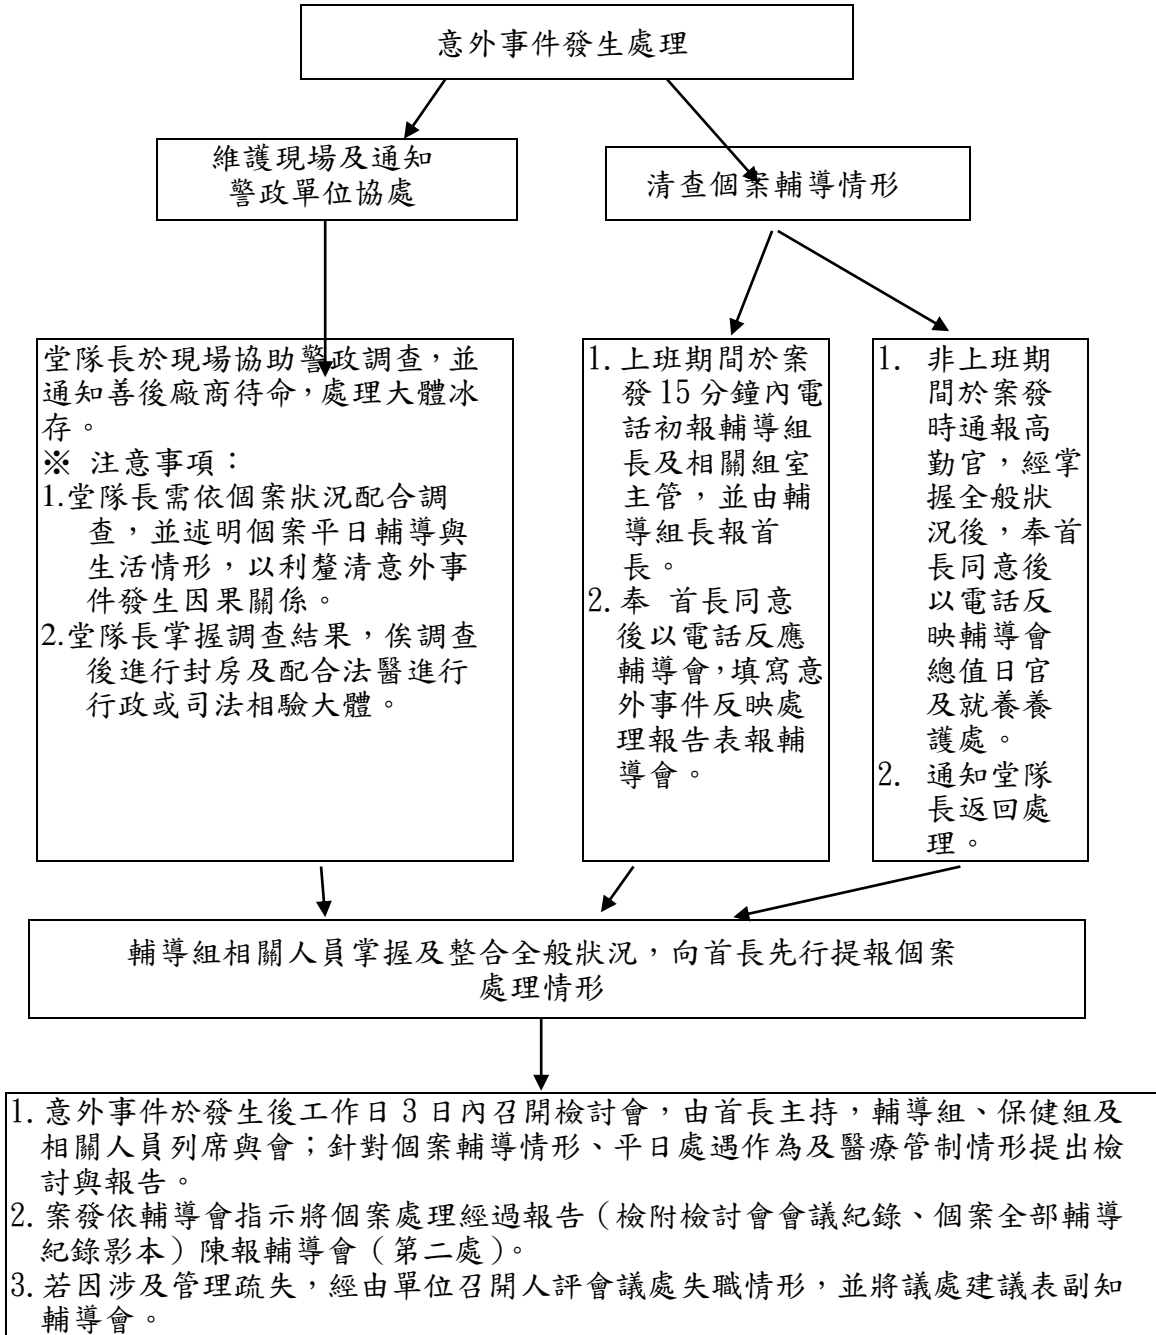 意外事件發生處理
維護現場及通知
警政單位協處
清查個案輔導情形
堂隊長於現場協助警政調查，並
通知善後廠商待命，處理大體冰
存。
※ 注意事項：
1.堂隊長需依個案狀況配合調
查，並述明個案平日輔導與
生活情形，以利釐清意外事
件發生因果關係。
2.堂隊長掌握調查結果，俟調查
後進行封房及配合法醫進行
行政或司法相驗大體。
1. 上班期間於案
發 15 分鐘內電
話初報輔導組
長及相關組室
主管，並由輔
導組長報首
長。
2. 奉 首長同意
後以電話反應
輔導會，填寫意
外事件反映處
理報告表報輔
導會。
1. 非上班期
間於案發
時通報高
勤官，經掌
握全般狀
況後，奉首
長同意後
以電話反
映輔導會
總值日官
及就養養
護處。
2. 通知堂隊
長返回處
理。
輔導組相關人員掌握及整合全般狀況，向首長先行提報個案
處理情形
1. 意外事件於發生後工作日 3 日內召開檢討會，由首長主持，輔導組、保健組及
相關人員列席與會；針對個案輔導情形、平日處遇作為及醫療管制情形提出檢
討與報告。
2. 案發依輔導會指示將個案處理經過報告（檢附檢討會會議紀錄、個案全部輔導
紀錄影本）陳報輔導會（第二處）。
3. 若因涉及管理疏失，經由單位召開人評會議處失職情形，並將議處建議表副知
輔導會。